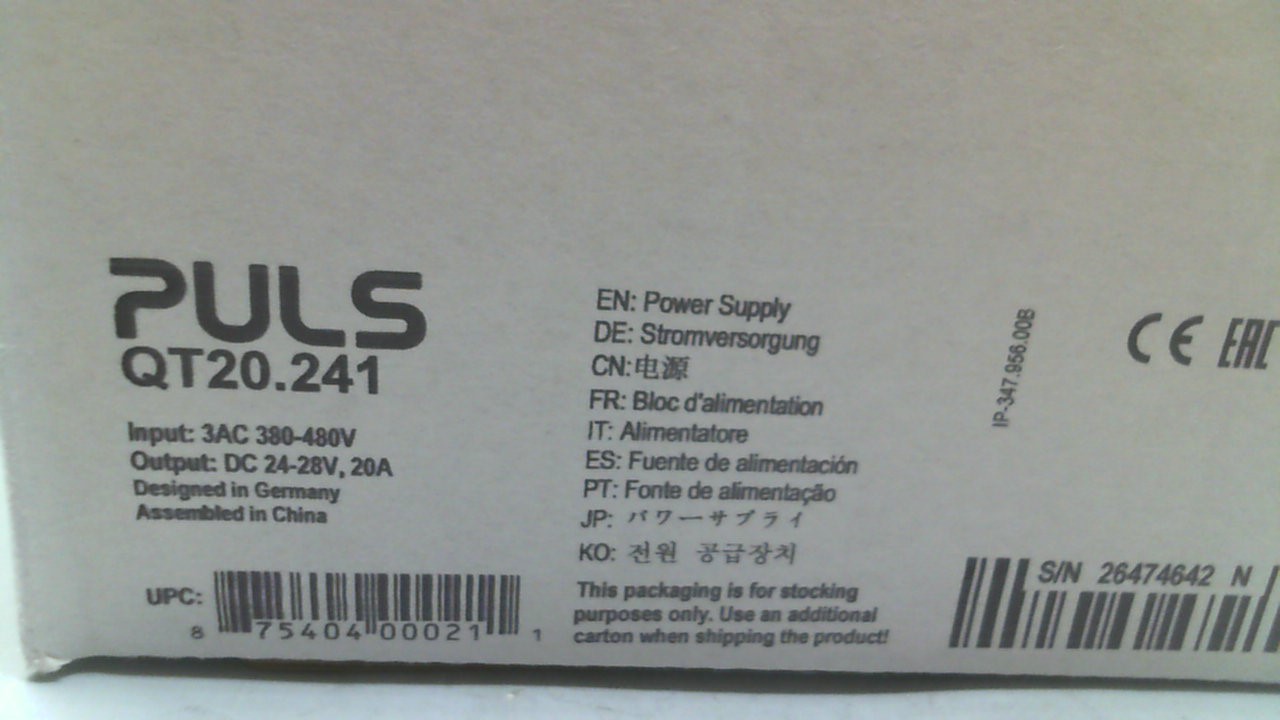 PULS
QT20.241
Input: 3AC 380-480V
Output: DC 24-28V, 20A
Designed in Germany
Assembled in China
UPC:
8 75404 00021 1
EN: Power Supply
DE: Stromversorgung
CN:电源
FR: Bloc d'alimentation
IT: Alimentatore
ES: Fuente de alimentación
PT: Fonte de alimentação
JP: パワーサプライ
KO: 전원 공급장치
This packaging is for stocking
purposes only. Use an additional
carton when shipping the product!
IP-347.956.00B
CE EAC
S/N 26474642 N